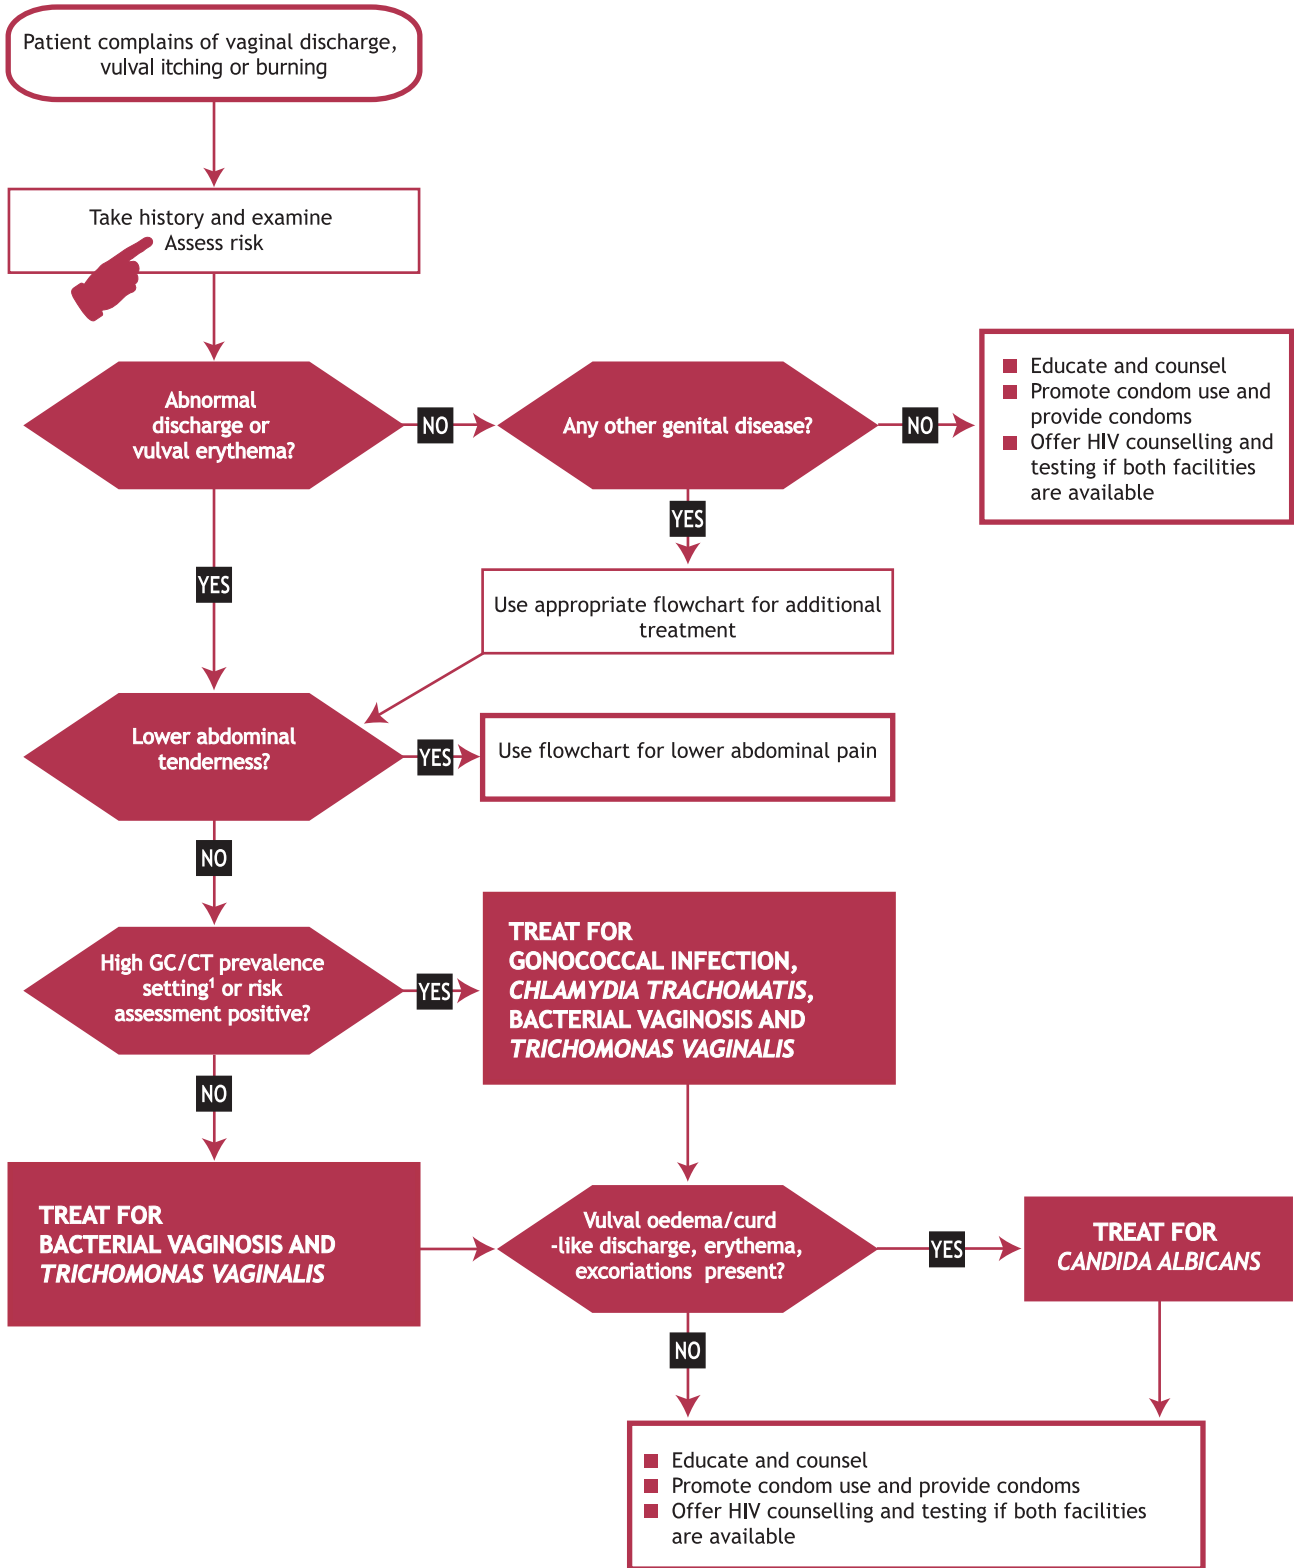 Patient complains of vaginal discharge,
vulval itching or burning
Take history and examine
Assess risk
Abnormal
discharge or
vulval erythema?
NO
Any other genital disease?
NO
■ Educate and counsel
■ Promote condom use and
provide condoms
■ Offer HIV counselling and
testing if both facilities
are available
YES
YES
Use appropriate flowchart for additional
treatment
Lower abdominal
tenderness?
YES
Use flowchart for lower abdominal pain
NO
High GC/CT prevalence
setting¹ or risk
assessment positive?
YES
TREAT FOR
GONOCOCCAL INFECTION,
CHLAMYDIA TRACHOMATIS,
BACTERIAL VAGINOSIS AND
TRICHOMONAS VAGINALIS
NO
TREAT FOR
BACTERIAL VAGINOSIS AND
TRICHOMONAS VAGINALIS
Vulval oedema/curd
-like discharge, erythema,
excoriations present?
YES
TREAT FOR
CANDIDA ALBICANS
NO
■ Educate and counsel
■ Promote condom use and provide condoms
■ Offer HIV counselling and testing if both facilities
are available